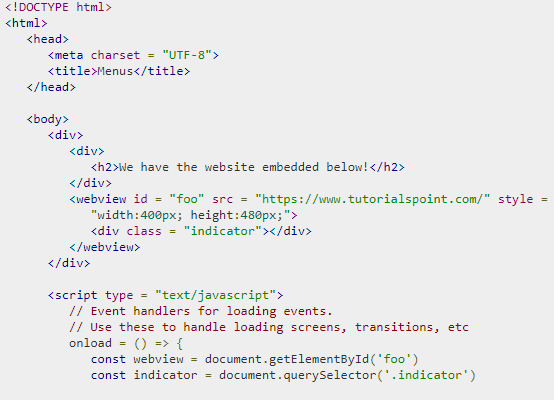 <!DOCTYPE html>
<html>
<head>
<meta charset = "UTF-8">
<title>Menus</title>
</head>
<body>
<div>
<div>
<h2>We have the website embedded below!</h2>
</div>
<webview id = "foo" src = "https://www.tutorialspoint.com/" style =
"width:400px; height:480px;">
<div class = "indicator"></div>
</webview>
</div>
<script type = "text/javascript">
// Event handlers for loading events.
// Use these to handle loading screens, transitions, etc
onload = () => {
const webview = document.getElementById('foo')
const indicator = document.querySelector('.indicator')